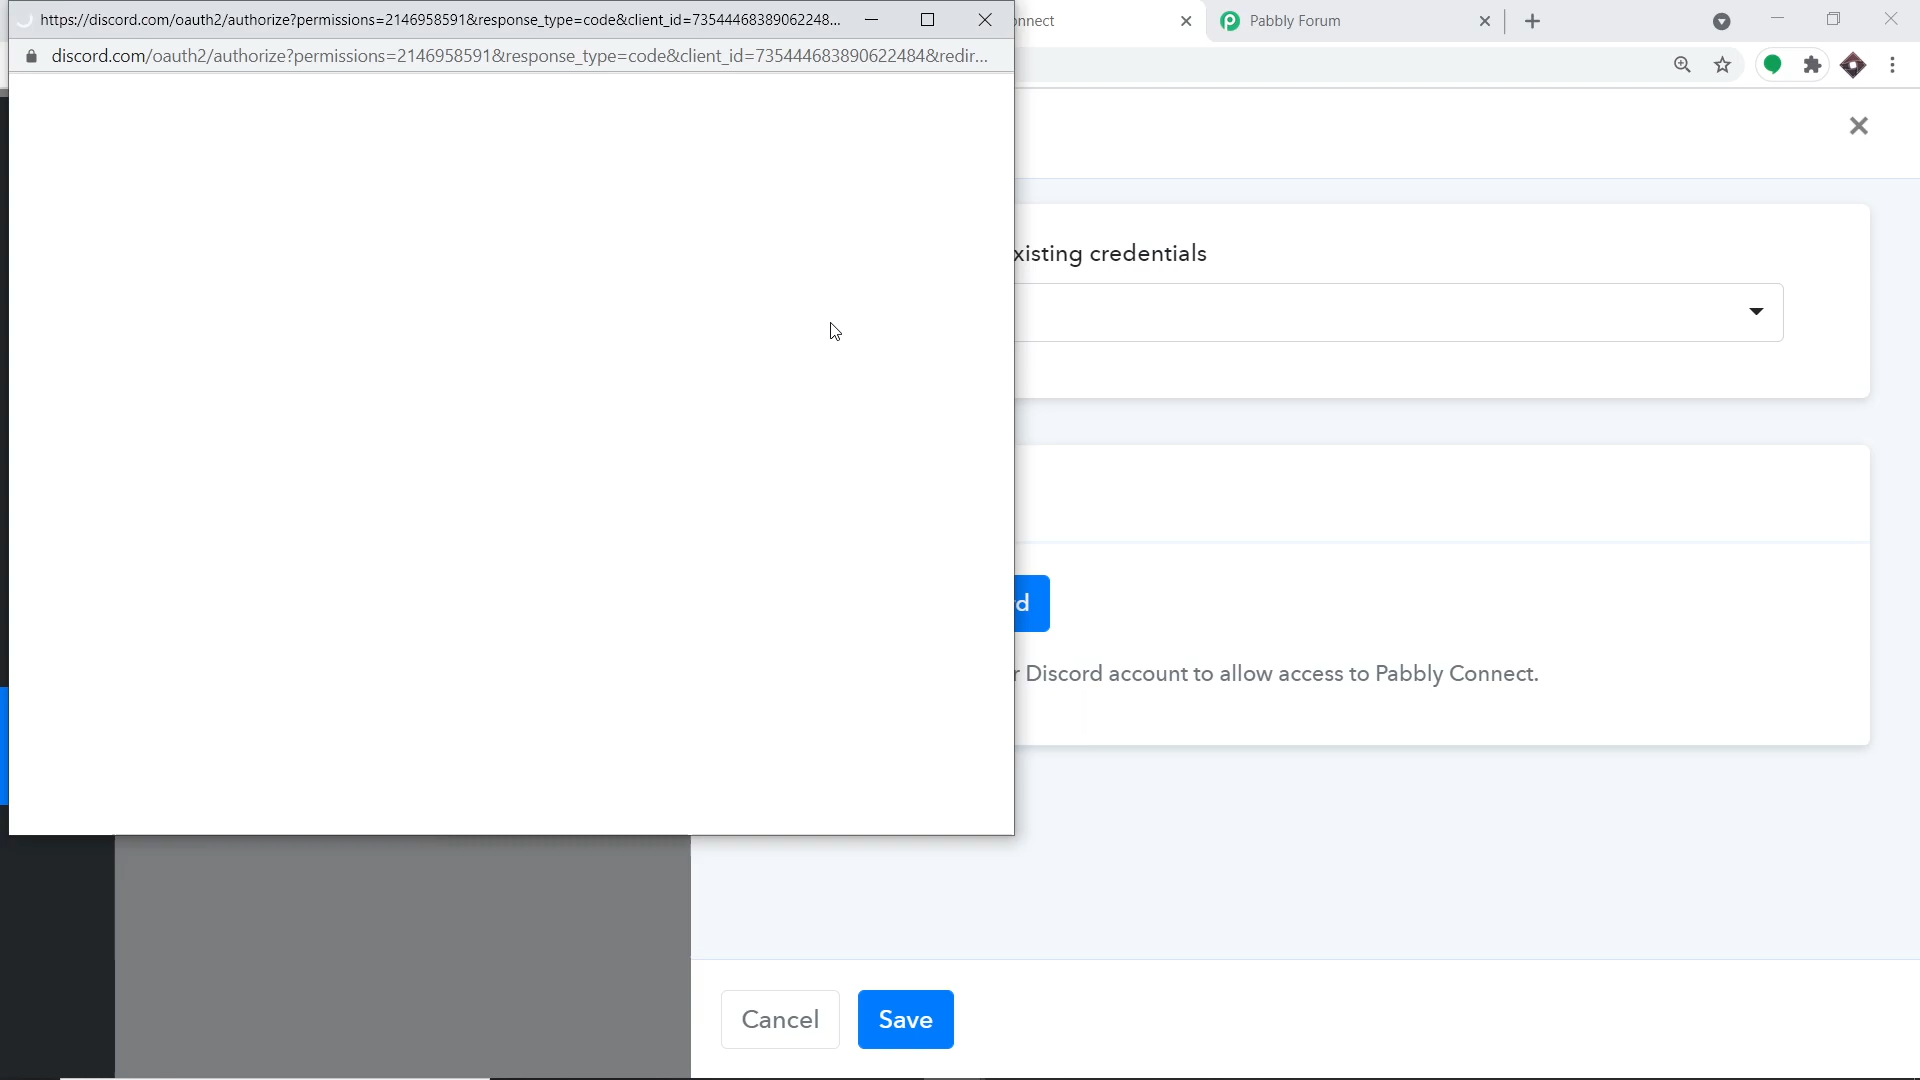 https://discord.com/oauth2/authorize?permissions=2146958591&response_type=code&client_id=73544468389062248...
nnect
Pabbly Forum
discord.com/oauth2/authorize?permissions=2146958591&response_type=code&client_id=735444683890622484&redir...
xisting credentials
rd
r Discord account to allow access to Pabbly Connect.
Cancel
Save